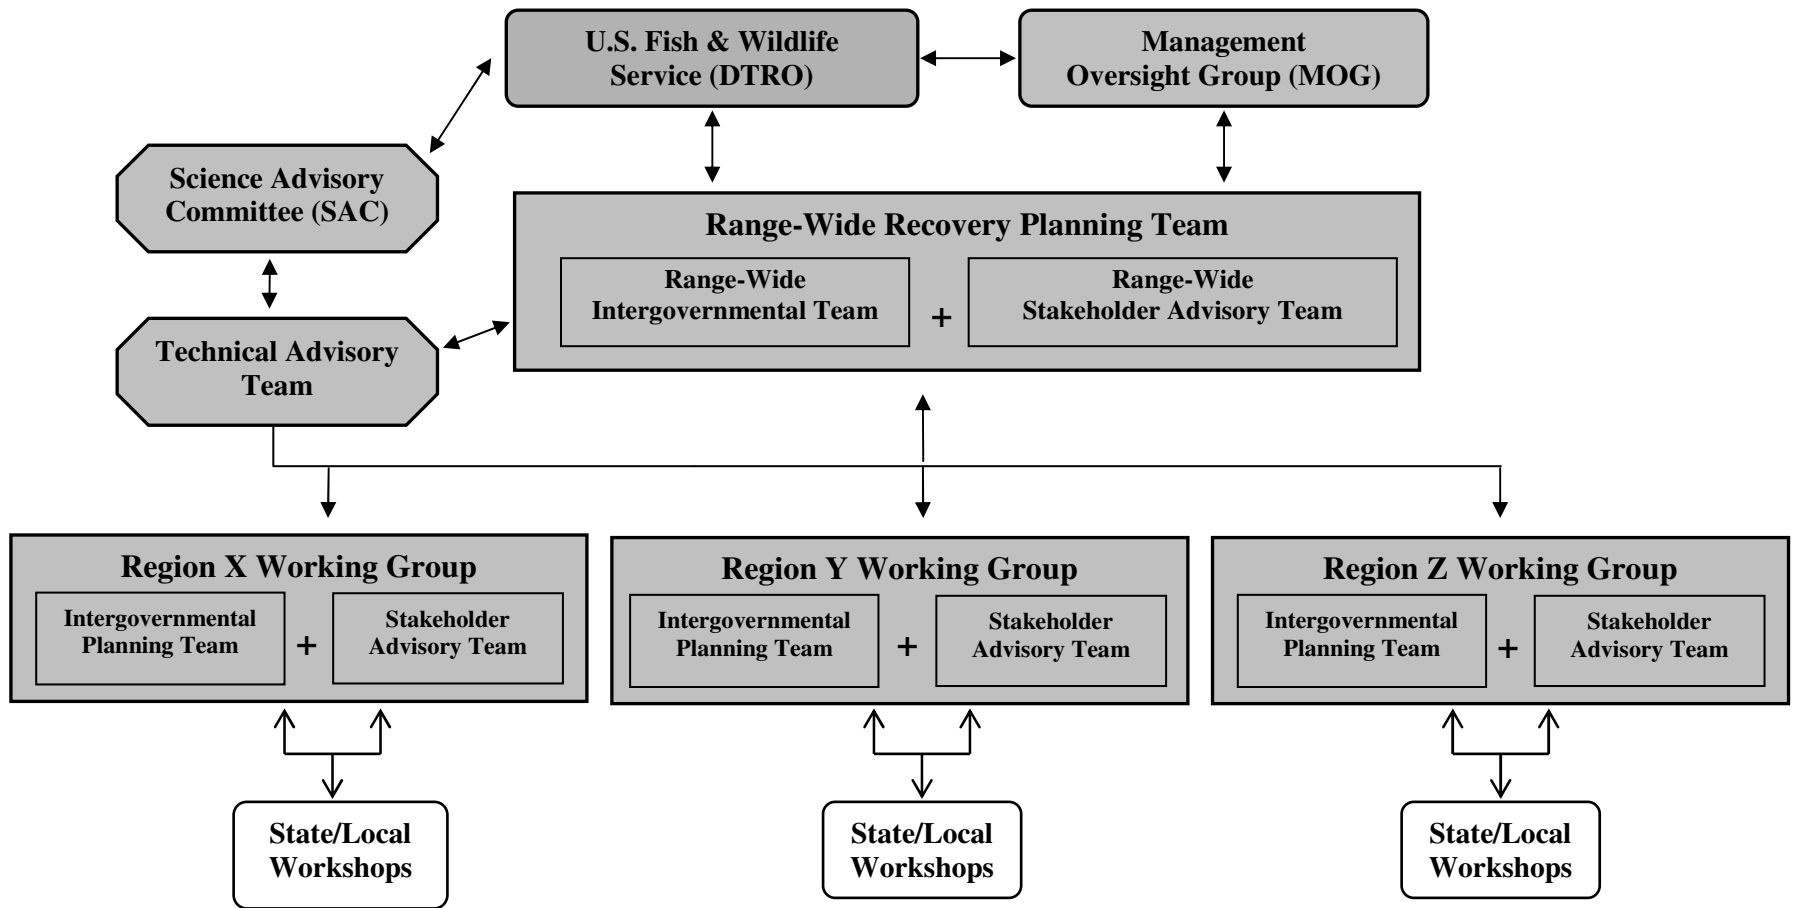 U.S. Fish & Wildlife
Service (DTRO)
Management
Oversight Group (MOG)
Science Advisory
Committee (SAC)
Range-Wide Recovery Planning Team
Range-Wide
Intergovernmental Team
+
Range-Wide
Stakeholder Advisory Team
Technical Advisory
Team
Region X Working Group
Intergovernmental
Planning Team
+
Stakeholder
Advisory Team
Region Y Working Group
Intergovernmental
Planning Team
+
Stakeholder
Advisory Team
Region Z Working Group
Intergovernmental
Planning Team
+
Stakeholder
Advisory Team
State/Local
Workshops
State/Local
Workshops
State/Local
Workshops